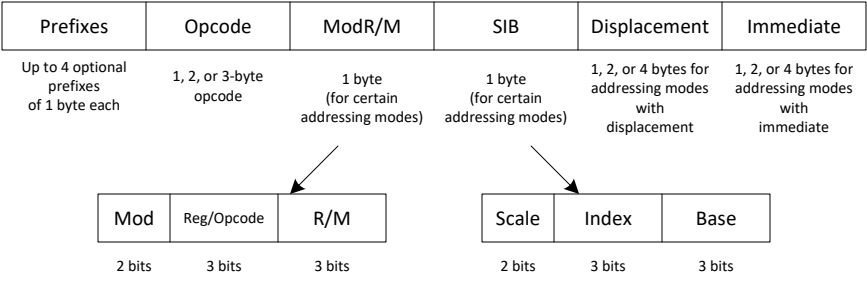 Prefixes
Opcode
ModR/M
SIB
Displacement
Immediate
Up to 4 optional
prefixes
of 1 byte each
1, 2, or 3-byte
opcode
1 byte
(for certain
addressing modes)
1 byte
(for certain
addressing modes)
1, 2, or 4 bytes for
addressing modes
with
displacement
1, 2, or 4 bytes for
addressing modes
with
immediate
Mod
Reg/Opcode
R/M
2 bits
3 bits
3 bits
Scale
Index
Base
2 bits
3 bits
3 bits